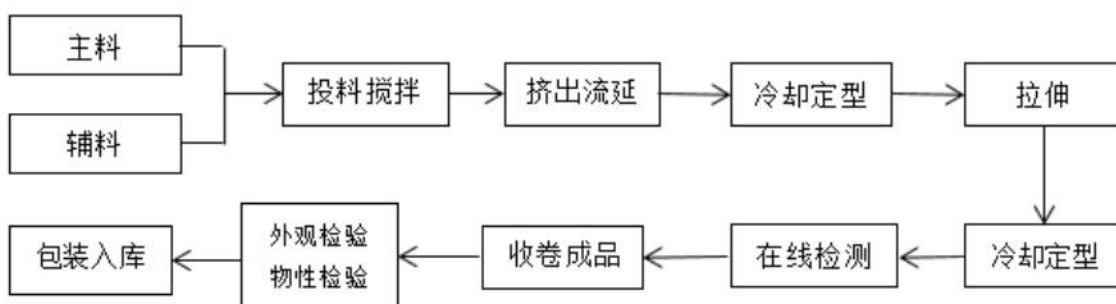 主料
辅料
投料搅拌
挤出流延
冷却定型
拉伸
冷却定型
在线检测
收卷成品
外观检验
物性检验
包装入库